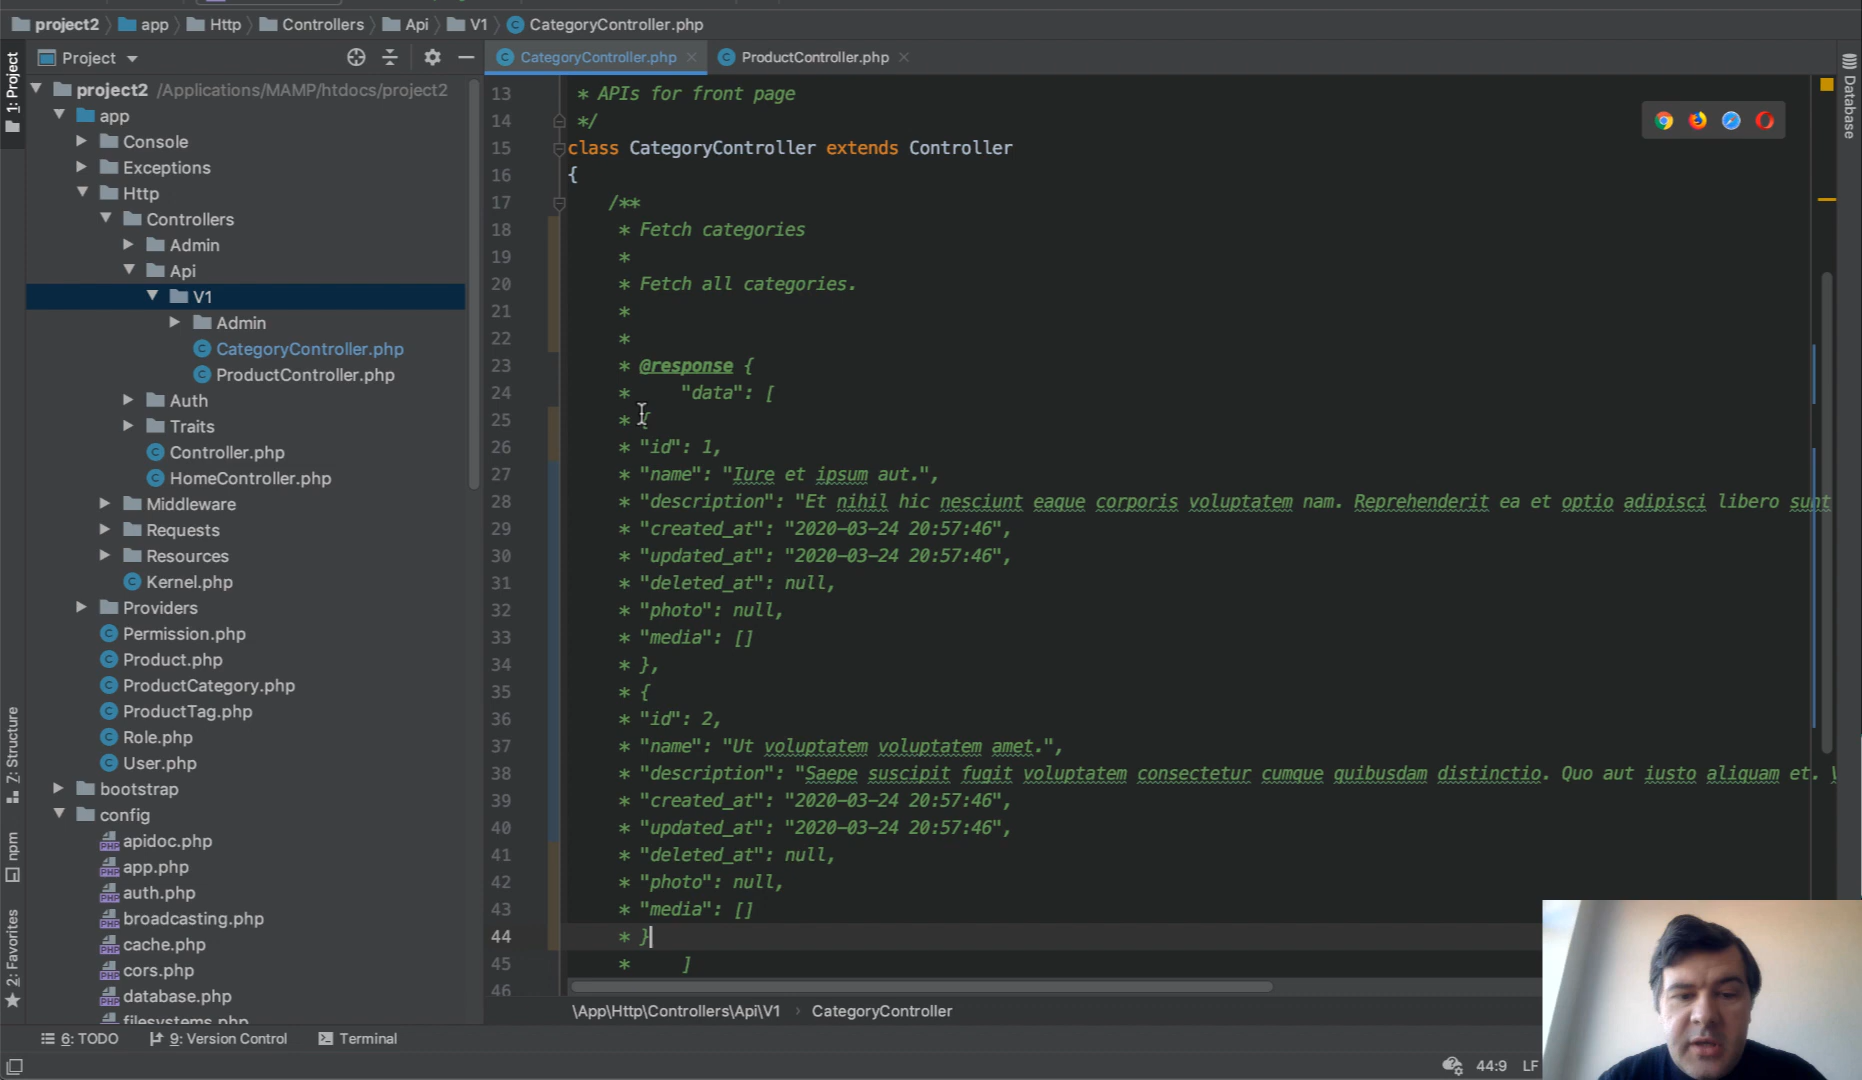 project2 app Http Controllers Api V1 CategoryController.php
Project
CategoryController.php
ProductController.php
1: Project
7: Structure
npm
2: Favorites
Database
project2 /Applications/MAMP/htdocs/project2
app
Console
Exceptions
Http
Controllers
Admin
Api
V1
Admin
CategoryController.php
ProductController.php
Auth
Traits
Controller.php
HomeController.php
Middleware
Requests
Resources
Kernel.php
Providers
Permission.php
Product.php
ProductCategory.php
ProductTag.php
Role.php
User.php
bootstrap
config
apidoc.php
app.php
auth.php
broadcasting.php
cache.php
cors.php
database.php
filesystems.php
13 * APIs for front page
14 */
15 class CategoryController extends Controller
16 {
17 /**
18 * Fetch categories
19 *
20 * Fetch all categories.
21 *
22 *
23 * @response {
24 * "data": [
25 * {
26 * "id": 1,
27 * "name": "Iure et ipsum aut.",
28 * "description": "Et nihil hic nesciunt eaque corporis voluptatem nam. Reprehenderit ea et optio adipisci libero sunt
29 * "created_at": "2020-03-24 20:57:46",
30 * "updated_at": "2020-03-24 20:57:46",
31 * "deleted_at": null,
32 * "photo": null,
33 * "media": []
34 * },
35 * {
36 * "id": 2,
37 * "name": "Ut voluptatem voluptatem amet.",
38 * "description": "Saepe suscipit fugit voluptatem consectetur cumque quibusdam distinctio. Quo aut iusto aliquam et.
39 * "created_at": "2020-03-24 20:57:46",
40 * "updated_at": "2020-03-24 20:57:46",
41 * "deleted_at": null,
42 * "photo": null,
43 * "media": []
44 * }
45 * ]
46
\App\Http\Controllers\Api\V1 › CategoryController
6: TODO 9: Version Control Terminal
44:9 LF